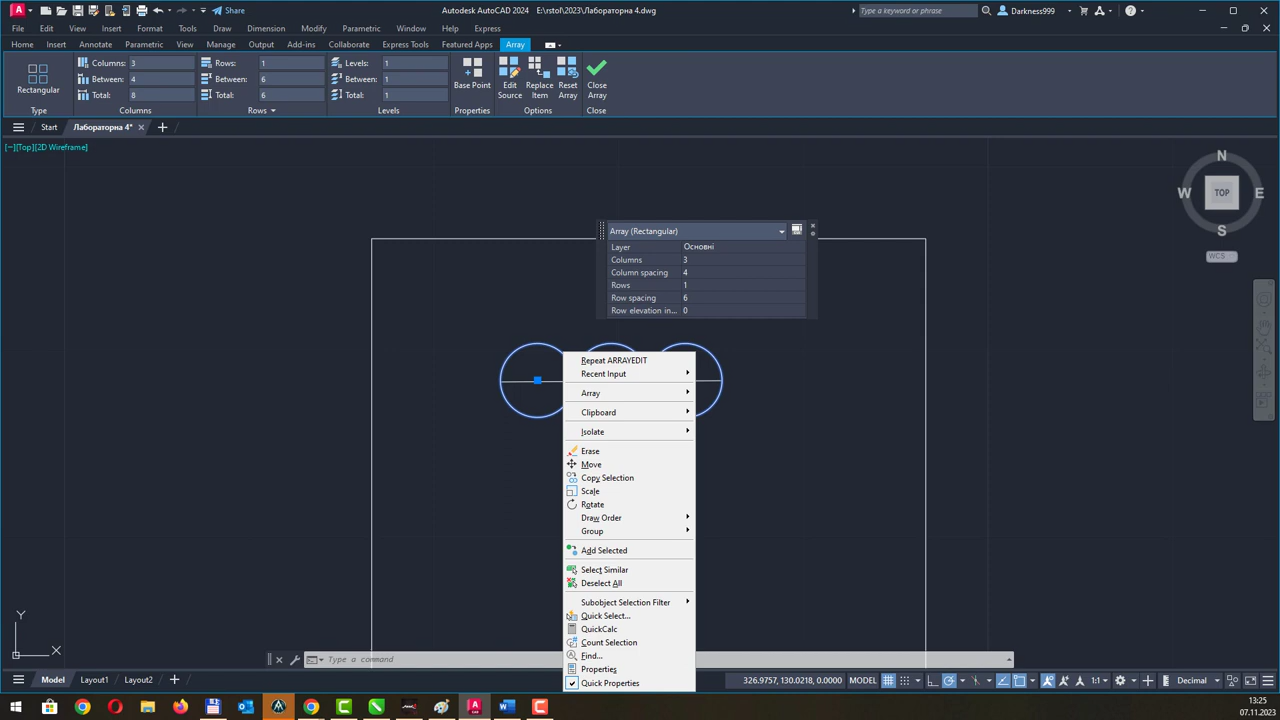 Autodesk AutoCAD 2024 E:\rstof\2023\Лабораторна 4.dwg
Share
Type a keyword or phrase
Darkness999
File Edit View Insert Format Tools Draw Dimension Modify Parametric Window Help Express
Home Insert Annotate Parametric View Manage Output Add-ins Collaborate Express Tools Featured Apps Array
Columns: 3 Rows: 1 Levels: 1
Between: 4 Between: 6 Between: 1
Total: 8 Total: 6 Total: 1
Rectangular
Base Point
Edit Source
Replace Item
Reset Array
Close Array
Type Columns Rows Levels Properties Options Close
Start Лабораторна 4*
[−][Top][2D Wireframe]
N
W TOP E
S
WCS
Array (Rectangular)
Layer Основні
Columns 3
Column spacing 4
Rows 1
Row spacing 6
Row elevation in... 0
Repeat ARRAYEDIT
Recent Input
Array
Clipboard
Isolate
Erase
Move
Copy Selection
Scale
Rotate
Draw Order
Group
Add Selected
Select Similar
Deselect All
Subobject Selection Filter
Quick Select...
QuickCalc
Count Selection
Find...
Properties
Quick Properties
Y
X
Type a command
Model Layout1 Layout2
326.9757, 130.0218, 0.0000 MODEL 1:1 Decimal
13:25
07.11.2023